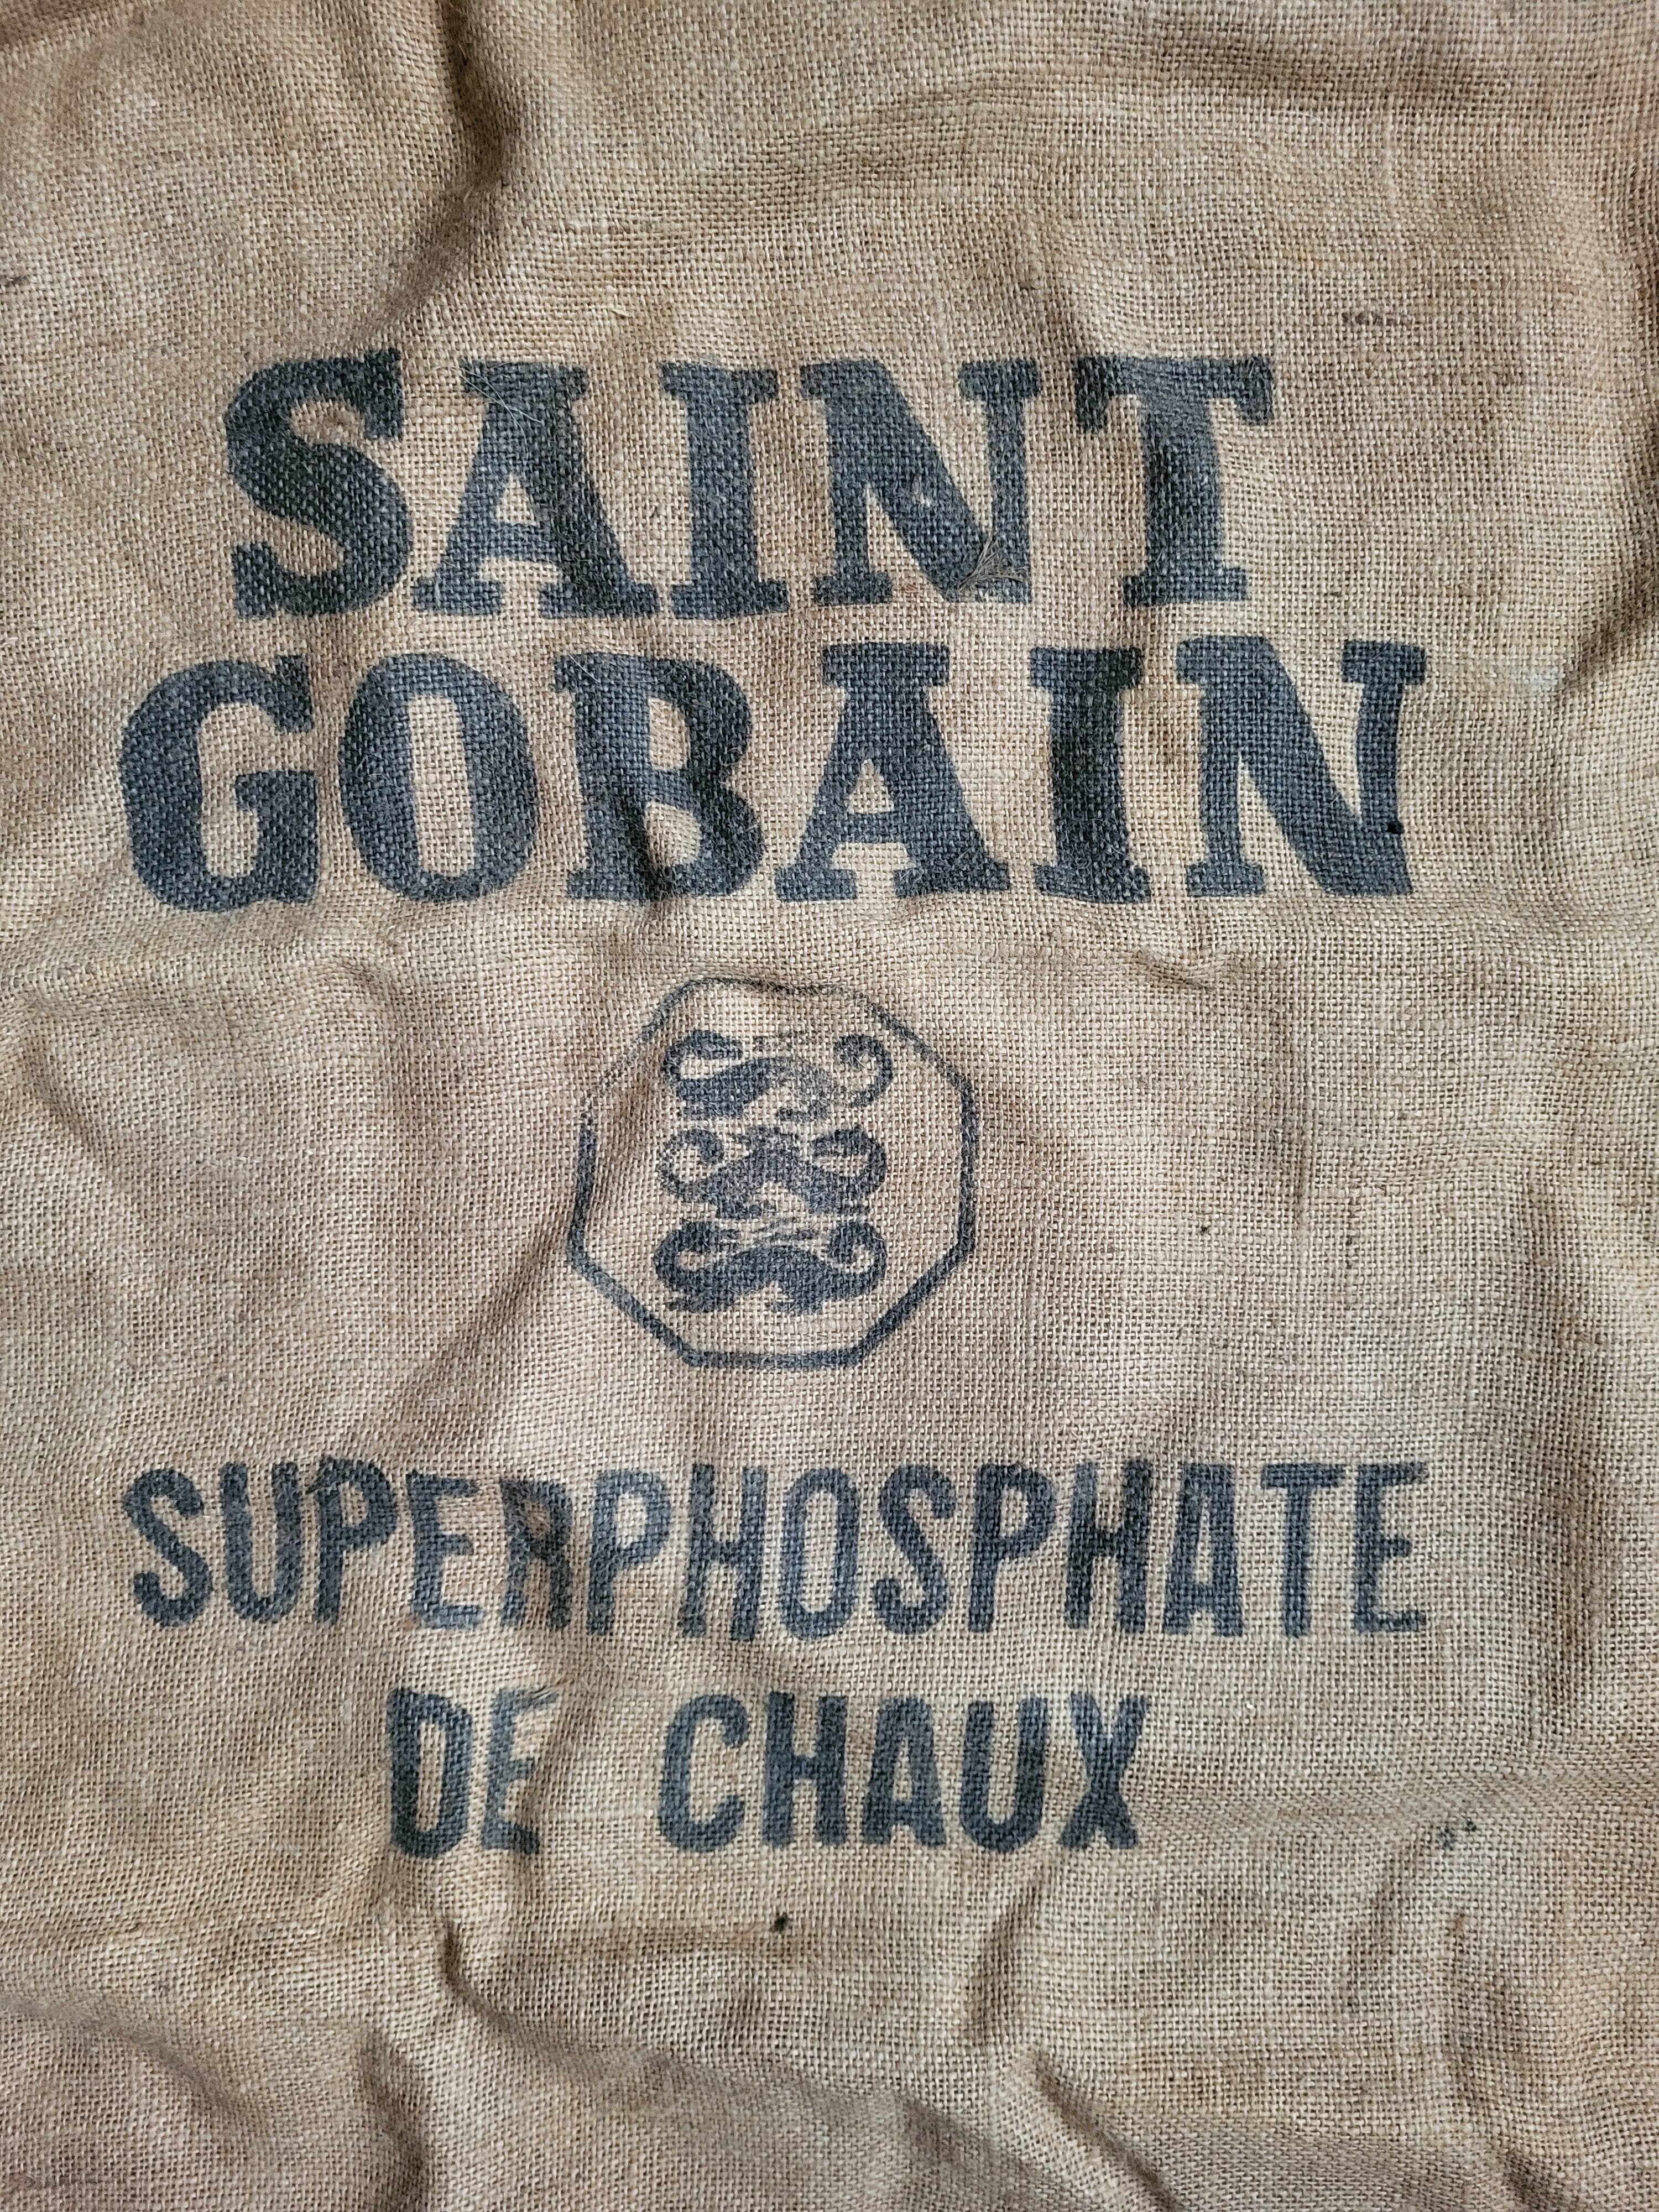 SAINT
GOBAIN
SUPERPHOSPHATE
DE CHAUX